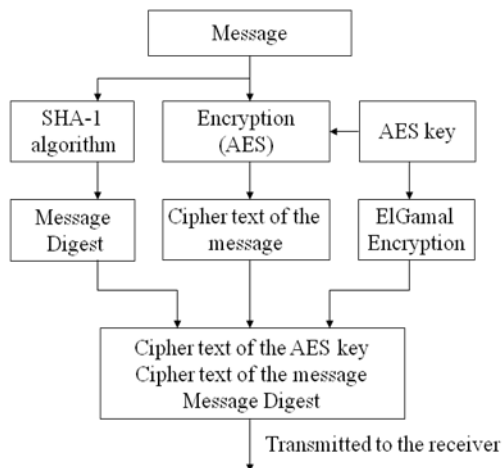 Message
SHA-1
algorithm
Encryption
(AES)
AES key
Message
Digest
Cipher text of the
message
ElGamal
Encryption
Cipher text of the AES key
Cipher text of the message
Message Digest
Transmitted to the receiver